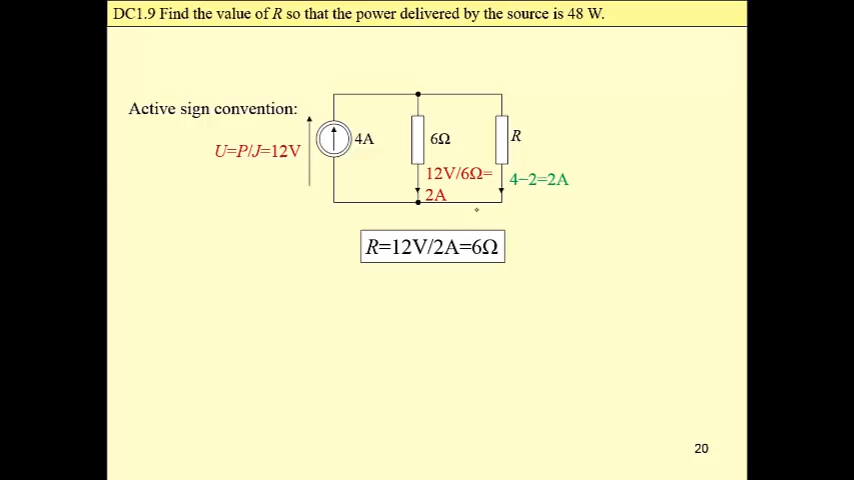 DC1.9 Find the value of R so that the power delivered by the source is 48 W.
Active sign convention:
U=P/J=12V
4A
6Ω
R
12V/6Ω=
2A
4−2=2A
R=12V/2A=6Ω
20